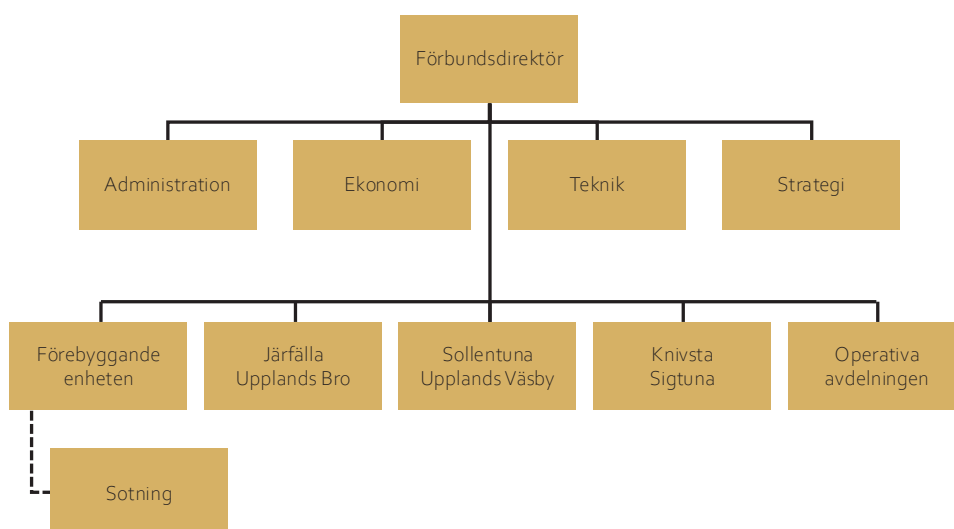 Förbundsdirektör
Administration
Ekonomi
Teknik
Strategi
Förebyggande
enheten
Järfälla
Upplands Bro
Sollentuna
Upplands Väsby
Knivsta
Sigtuna
Operativa
avdelningen
Sotning